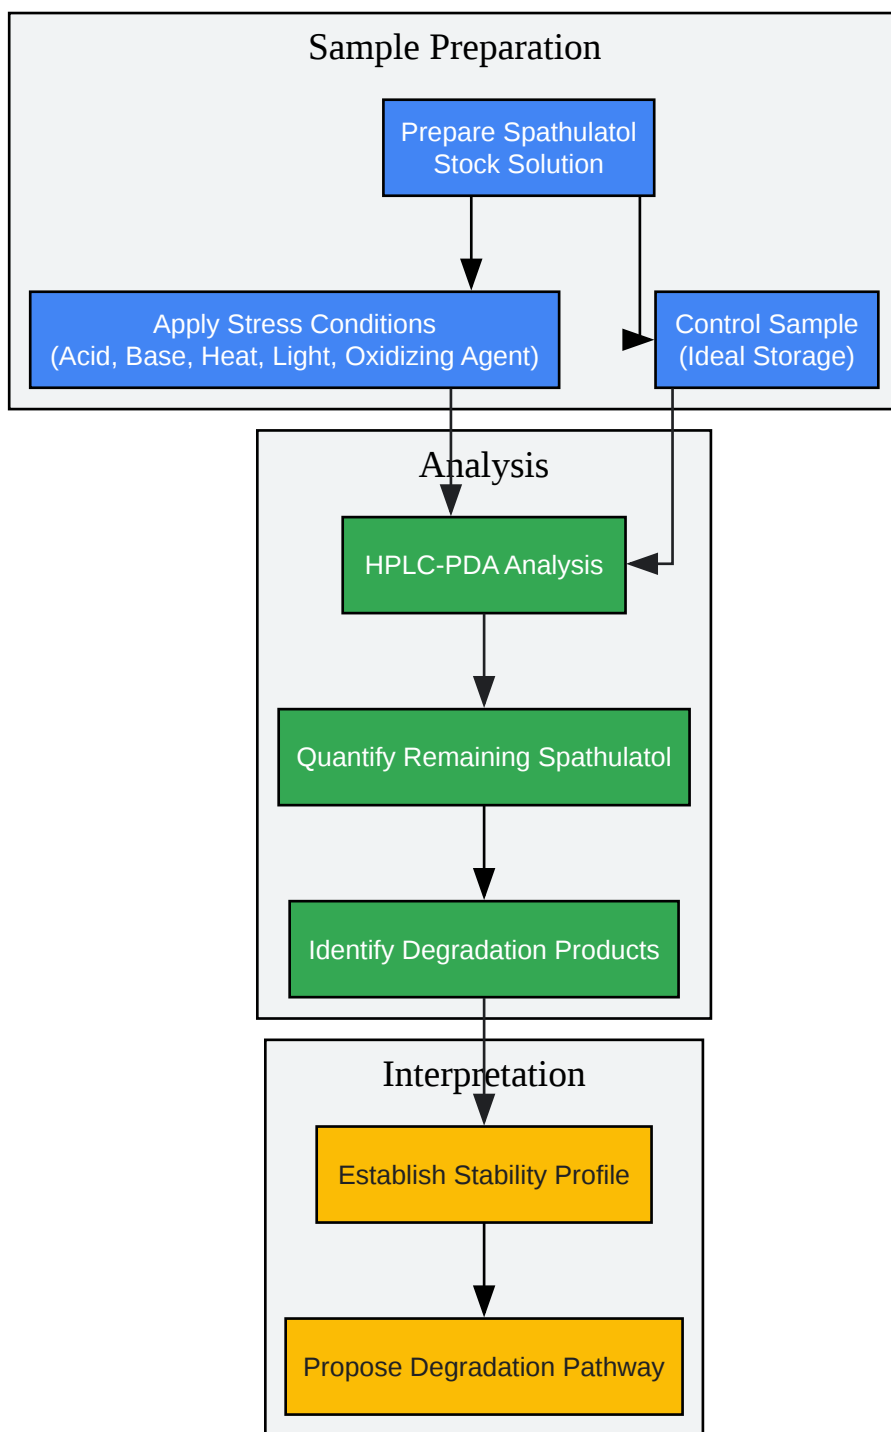 Sample Preparation
Prepare Spathulatol
Stock Solution
Apply Stress Conditions
(Acid, Base, Heat, Light, Oxidizing Agent)
Control Sample
(Ideal Storage)
Analysis
HPLC-PDA Analysis
Quantify Remaining Spathulatol
Identify Degradation Products
Interpretation
Establish Stability Profile
Propose Degradation Pathway